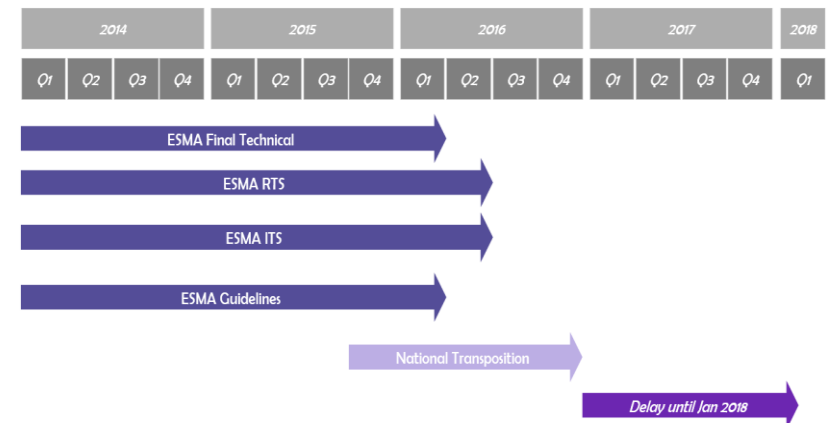 2014 2015 2016 2017 2018
Q1 Q2 Q3 Q4 Q1 Q2 Q3 Q4 Q1 Q2 Q3 Q4 Q1 Q2 Q3 Q4 Q1
ESMA Final Technical
ESMA RTS
ESMA ITS
ESMA Guidelines
National Transposition
Delay until Jan 2018